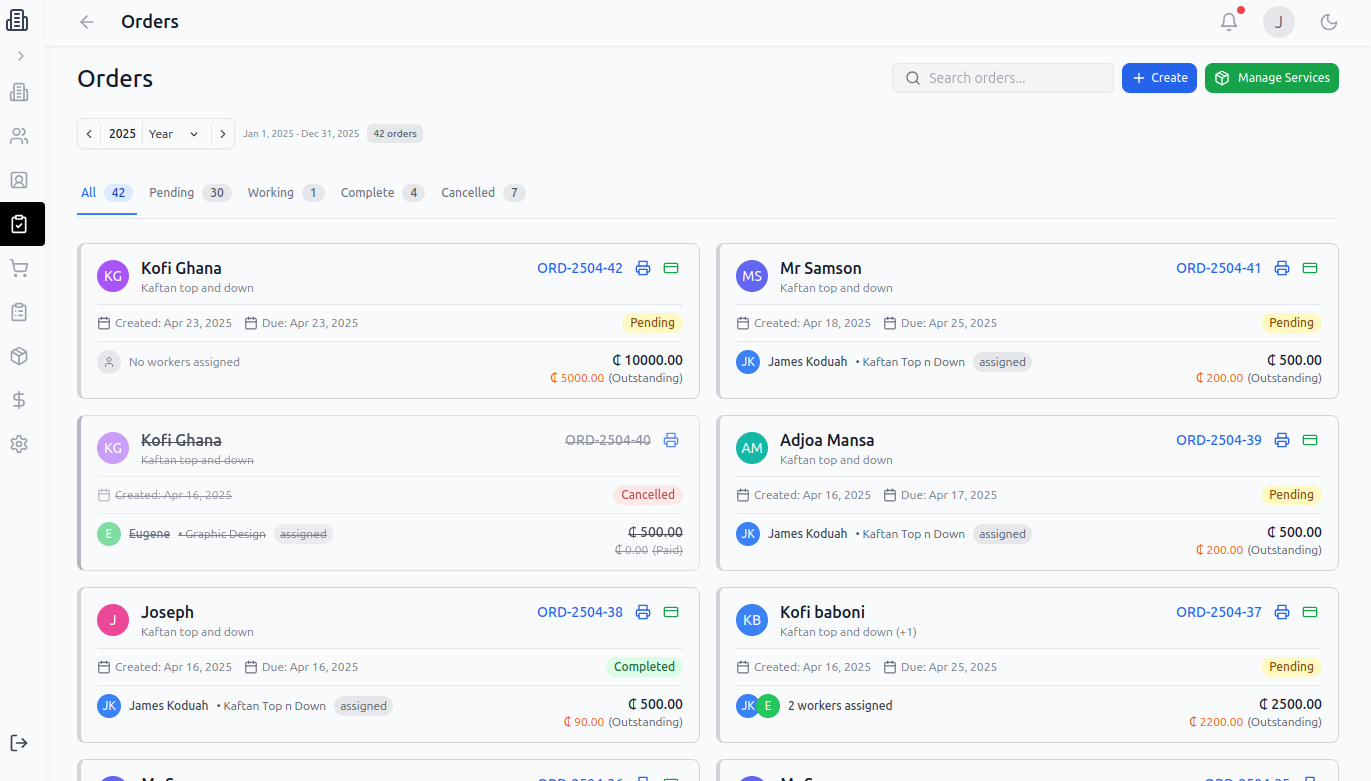 Orders
J
Orders
Search orders...
Create
Manage Services
2025 Year
Jan 1, 2025 - Dec 31, 2025
42 orders
All 42
Pending 30
Working 1
Complete 4
Cancelled 7
KG
Kofi Ghana
ORD-2504-42
Kaftan top and down
Created: Apr 23, 2025
Due: Apr 23, 2025
Pending
No workers assigned
₵ 10000.00
₵ 5000.00 (Outstanding)
MS
Mr Samson
ORD-2504-41
Kaftan top and down
Created: Apr 18, 2025
Due: Apr 25, 2025
Pending
JK
James Koduah • Kaftan Top n Down assigned
₵ 500.00
₵ 200.00 (Outstanding)
KG
Kofi Ghana
ORD-2504-40
Kaftan top and down
Created: Apr 16, 2025
Cancelled
E
Eugene • Graphic Design assigned
₵ 500.00
₵ 0.00 (Paid)
AM
Adjoa Mansa
ORD-2504-39
Kaftan top and down
Created: Apr 16, 2025
Due: Apr 17, 2025
Pending
JK
James Koduah • Kaftan Top n Down assigned
₵ 500.00
₵ 200.00 (Outstanding)
J
Joseph
ORD-2504-38
Kaftan top and down
Created: Apr 16, 2025
Due: Apr 16, 2025
Completed
JK
James Koduah • Kaftan Top n Down assigned
₵ 500.00
₵ 90.00 (Outstanding)
KB
Kofi baboni
ORD-2504-37
Kaftan top and down (+1)
Created: Apr 16, 2025
Due: Apr 25, 2025
Pending
JK E
2 workers assigned
₵ 2500.00
₵ 2200.00 (Outstanding)